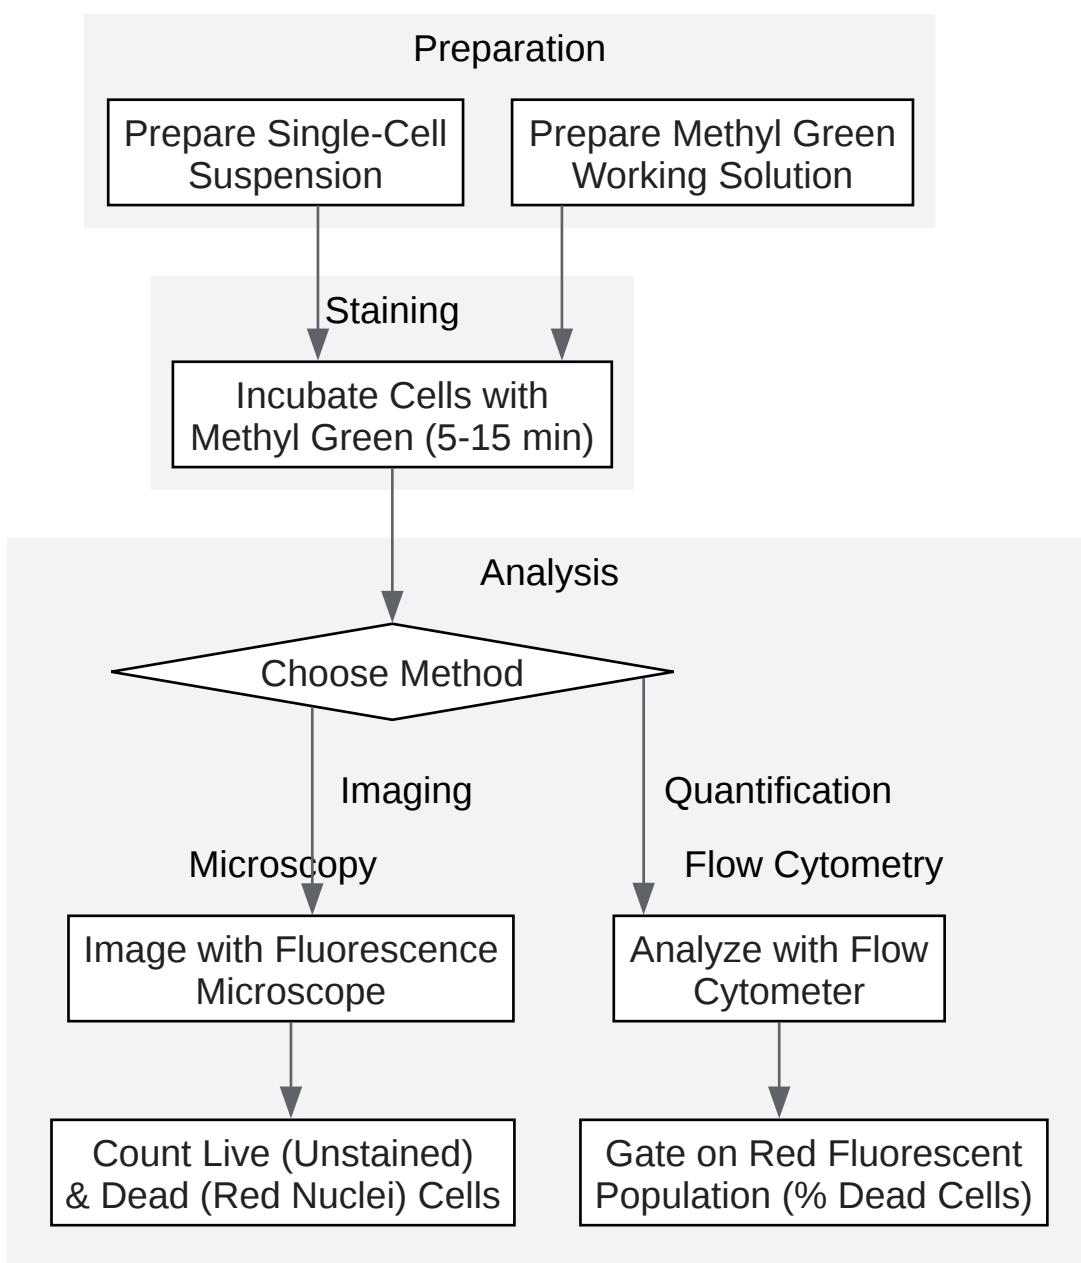 Preparation
Prepare Single-Cell
Suspension
Prepare Methyl Green
Working Solution
Staining
Incubate Cells with
Methyl Green (5-15 min)
Analysis
Choose Method
Imaging
Quantification
Microscopy
Flow Cytometry
Image with Fluorescence
Microscope
Analyze with Flow
Cytometer
Count Live (Unstained)
& Dead (Red Nuclei) Cells
Gate on Red Fluorescent
Population (% Dead Cells)